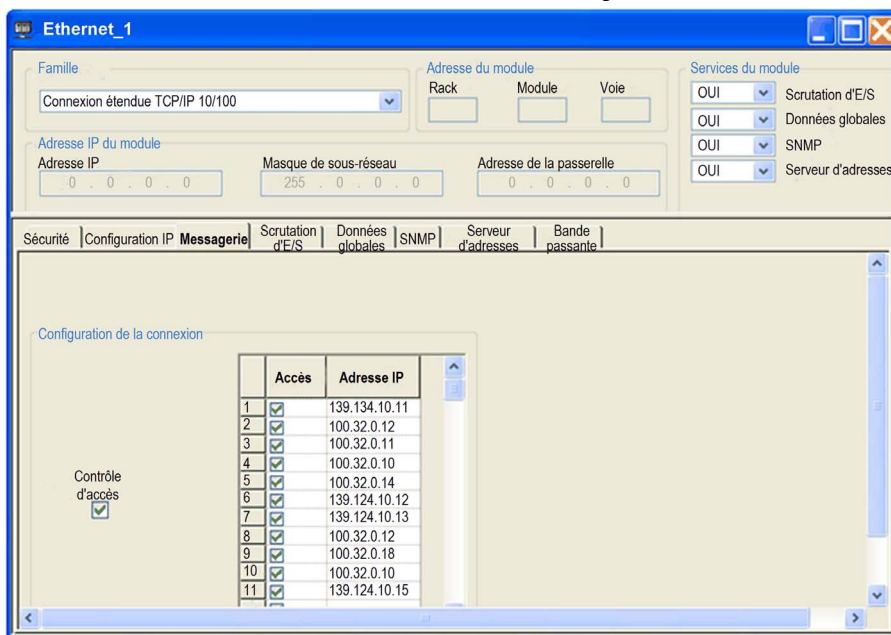 Ethernet_1
Famille
Connexion étendue TCP/IP 10/100
Adresse du module
Rack Module Voie
Services du module
OUI Scrutation d'E/S
OUI Données globales
OUI SNMP
OUI Serveur d'adresses
Adresse IP du module
Adresse IP Masque de sous-réseau Adresse de la passerelle
0 . 0 . 0 . 0 255 . 0 . 0 . 0 0 . 0 . 0 . 0
Sécurité Configuration IP Messagerie Scrutation d'E/S Données globales SNMP Serveur d'adresses Bande passante
Configuration de la connexion
Contrôle
d'accès
Accès Adresse IP
1 139.134.10.11
2 100.32.0.12
3 100.32.0.11
4 100.32.0.10
5 100.32.0.14
6 139.124.10.12
7 139.124.10.13
8 100.32.0.12
9 100.32.0.18
10 100.32.0.10
11 139.124.10.15